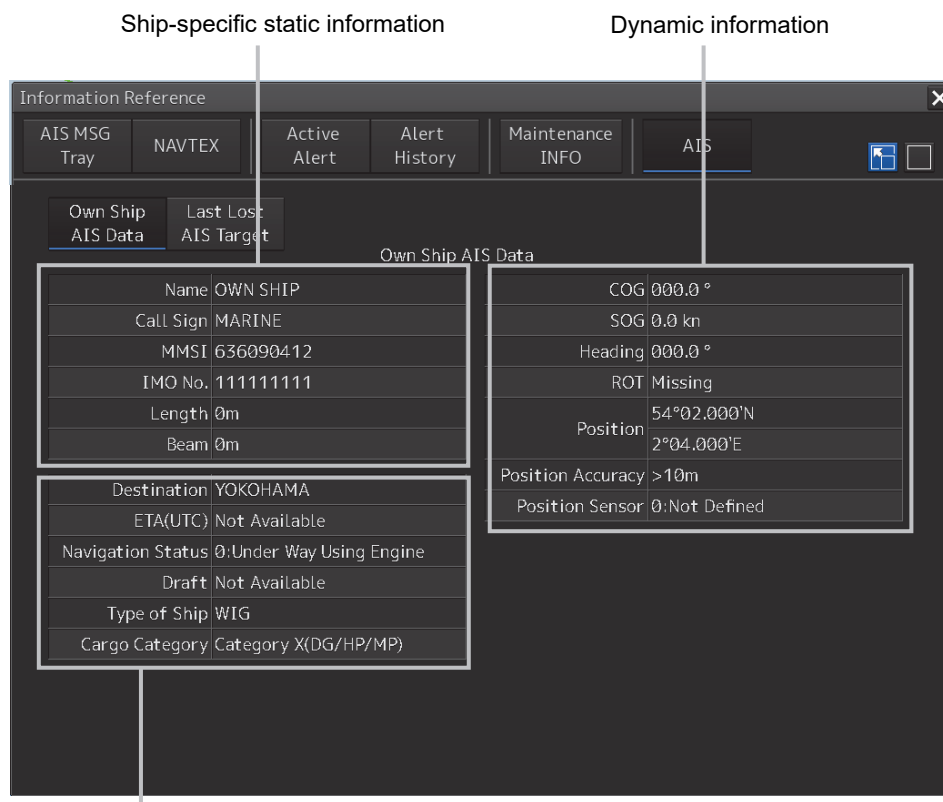 Ship-specific static information
Dynamic information
Information Reference
AIS MSG Tray
NAVTEX
Active Alert
Alert History
Maintenance INFO
AIS
Own Ship AIS Data
Last Lost AIS Target
Own Ship AIS Data
Name OWN SHIP
Call Sign MARINE
MMSI 636090412
IMO No. 111111111
Length 0m
Beam 0m
Destination YOKOHAMA
ETA(UTC) Not Available
Navigation Status 0:Under Way Using Engine
Draft Not Available
Type of Ship WIG
Cargo Category Category X(DG/HP/MP)
COG 000.0 °
SOG 0.0 kn
Heading 000.0 °
ROT Missing
Position 54°02.000'N
2°04.000'E
Position Accuracy >10m
Position Sensor 0:Not Defined